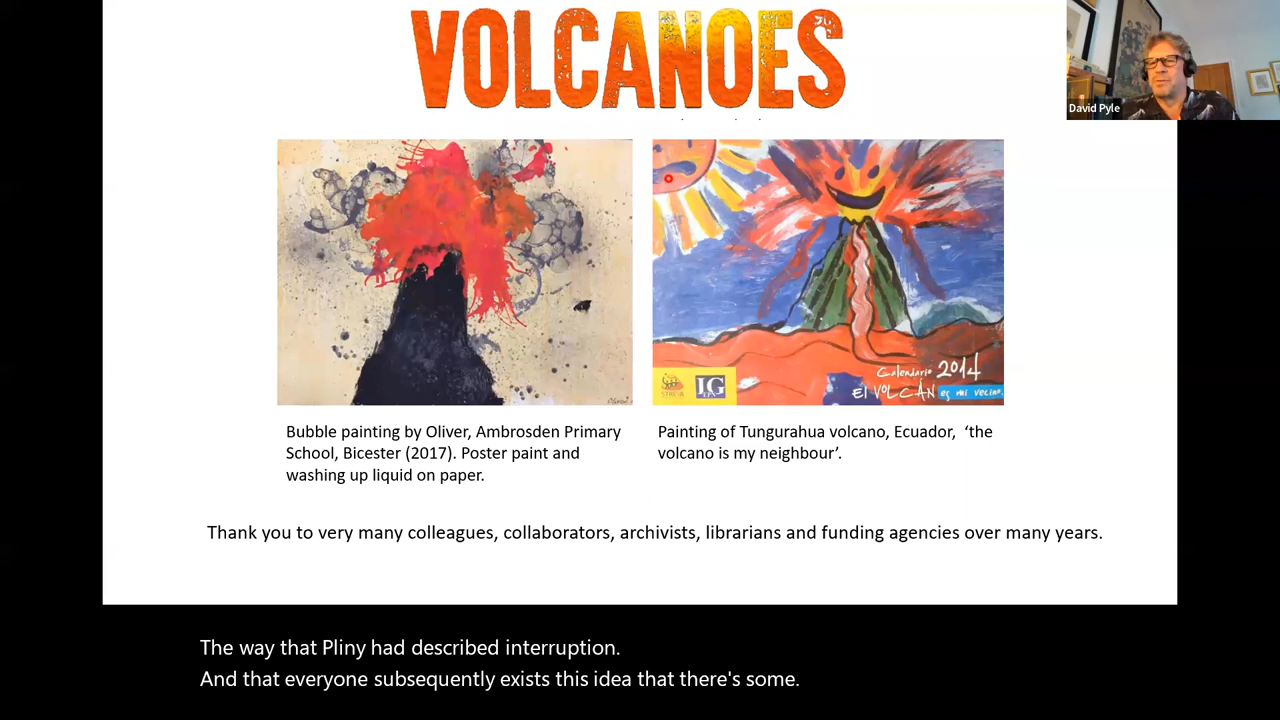 VOLCANOES
David Pyle
Calendario 2014
El VOLCÁN es mi vecino.
IG
Bubble painting by Oliver, Ambrosden Primary
School, Bicester (2017). Poster paint and
washing up liquid on paper.
Painting of Tungurahua volcano, Ecuador, ‘the
volcano is my neighbour’.
Thank you to very many colleagues, collaborators, archivists, librarians and funding agencies over many years.
The way that Pliny had described interruption.
And that everyone subsequently exists this idea that there's some.